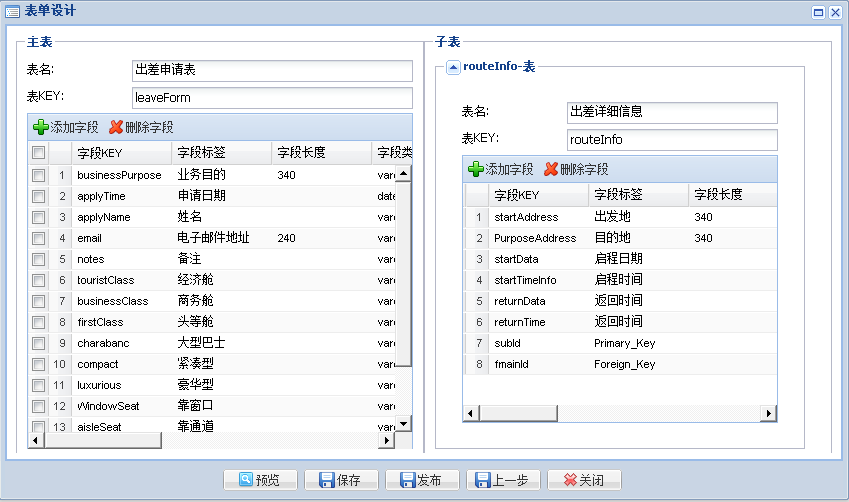 表单设计
主表
表名: 出差申请表
表KEY: leaveForm
添加字段 删除字段
字段KEY 字段标签 字段长度 字段类
1 businessPurpose 业务目的 340 varc
2 applyTime 申请日期 date
3 applyName 姓名 varc
4 email 电子邮件地址 240 varc
5 notes 备注 varc
6 touristClass 经济舱 varc
7 businessClass 商务舱 varc
8 firstClass 头等舱 varc
9 charabanc 大型巴士 varc
10 compact 紧凑型 varc
11 luxurious 豪华型 varc
12 WindowSeat 靠窗口 varc
13 aisleSeat 靠通道 varc
子表
routeInfo-表
表名: 出差详细信息
表KEY: routeInfo
添加字段 删除字段
字段KEY 字段标签 字段长度
1 startAddress 出发地 340
2 PurposeAddress 目的地 340
3 startData 启程日期
4 startTimeInfo 启程时间
5 returnData 返回时间
6 returnTime 返回时间
7 subId Primary_Key
8 fmainId Foreign_Key
预览 保存 发布 上一步 关闭